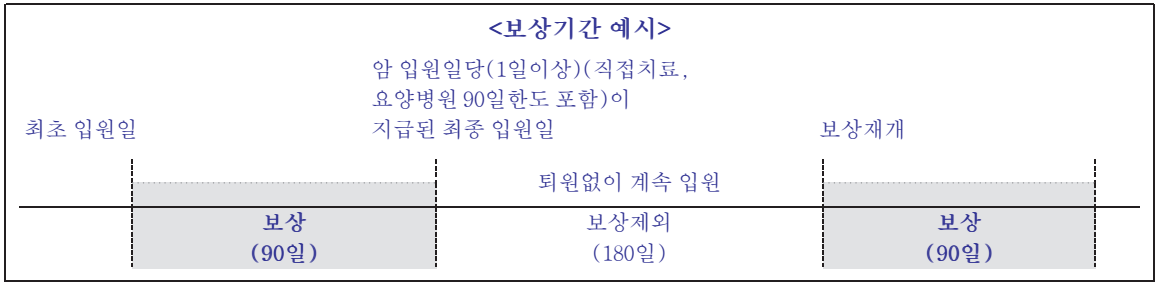 <보상기간 예시>
암 입원일당(1일이상)(직접치료,
요양병원 90일한도 포함)이
최초 입원일 지급된 최종 입원일 보상재개
퇴원없이 계속 입원
보상 보상제외 보상
(90일) (180일) (90일)